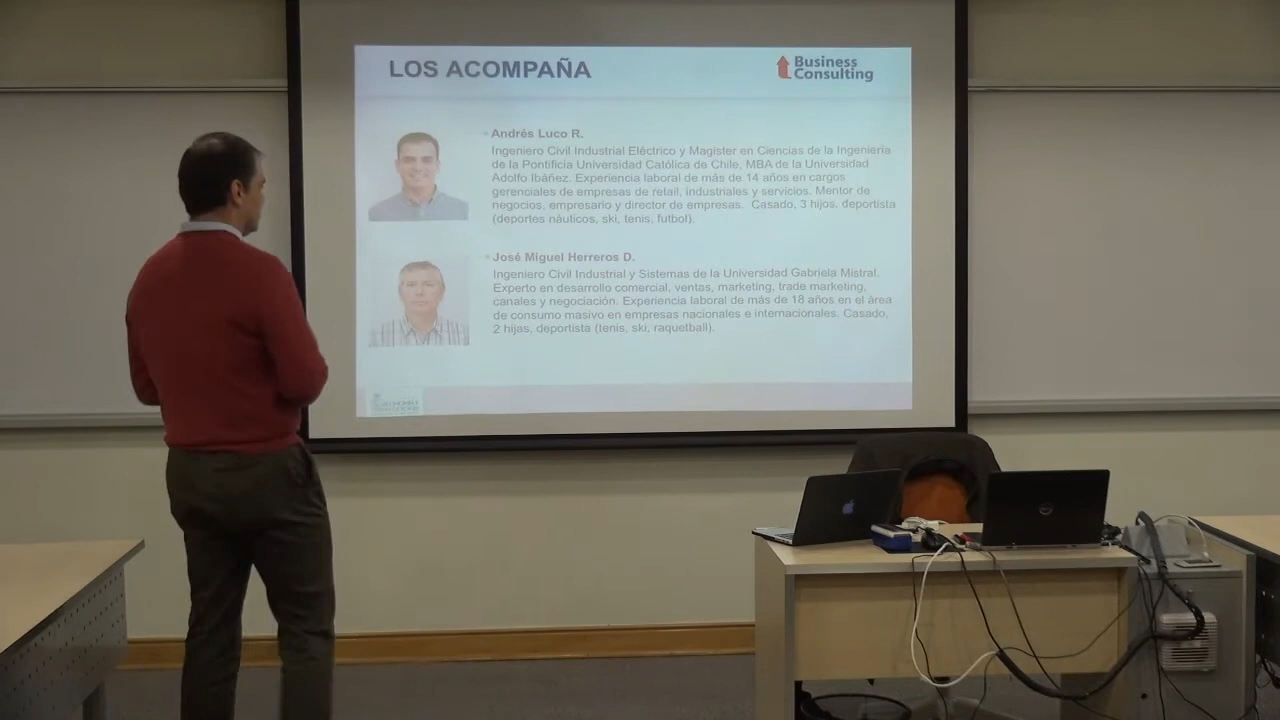 LOS ACOMPAÑA
Business
Consulting
Andrés Luco R.
Ingeniero Civil Industrial Eléctrico y Magister en Ciencias de la Ingeniería
de la Pontificia Universidad Católica de Chile, MBA de la Universidad
Adolfo Ibáñez. Experiencia laboral de más de 14 años en cargos
gerenciales de empresas de retail, industriales y servicios. Mentor de
negocios, empresario y director de empresas. Casado, 3 hijos, deportista
(deportes náuticos, ski, tenis, futbol).
José Miguel Herreros D.
Ingeniero Civil Industrial y Sistemas de la Universidad Gabriela Mistral.
Experto en desarrollo comercial, ventas, marketing, trade marketing,
canales y negociación. Experiencia laboral de más de 18 años en el área
de consumo masivo en empresas nacionales e internacionales. Casado,
2 hijas, deportista (tenis, ski, raquetball).